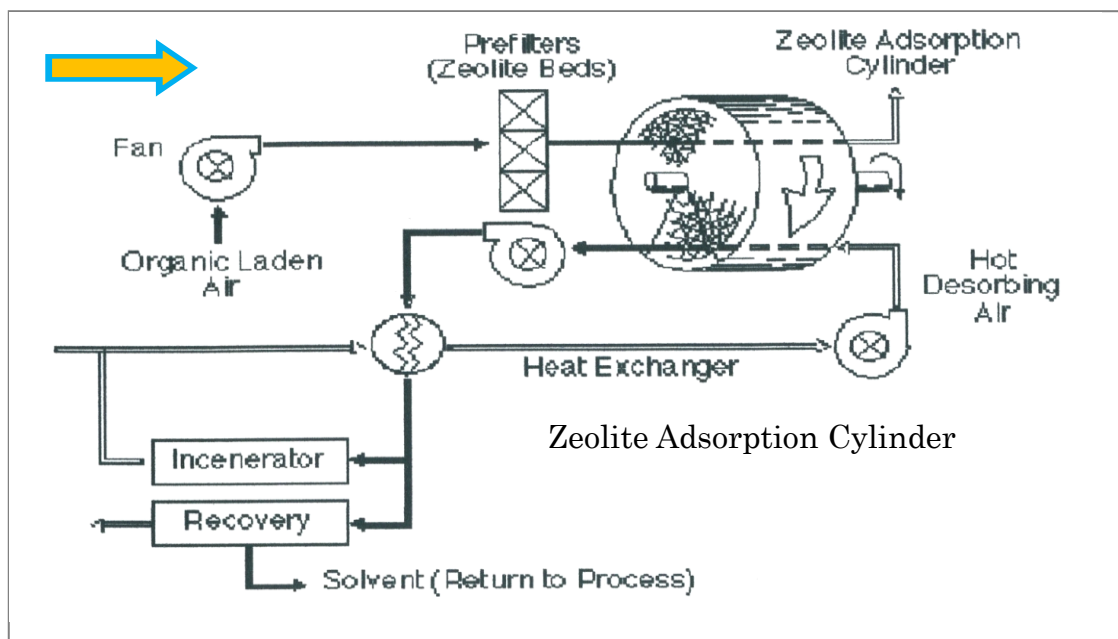 Prefilters
(Zeolite Beds)
Zeolite Adsorption
Cylinder
Fan
Organic Laden
Air
Hot
Desorbing
Air
Heat Exchanger
Zeolite Adsorption Cylinder
Incenerator
Recovery
Solvent (Return to Process)